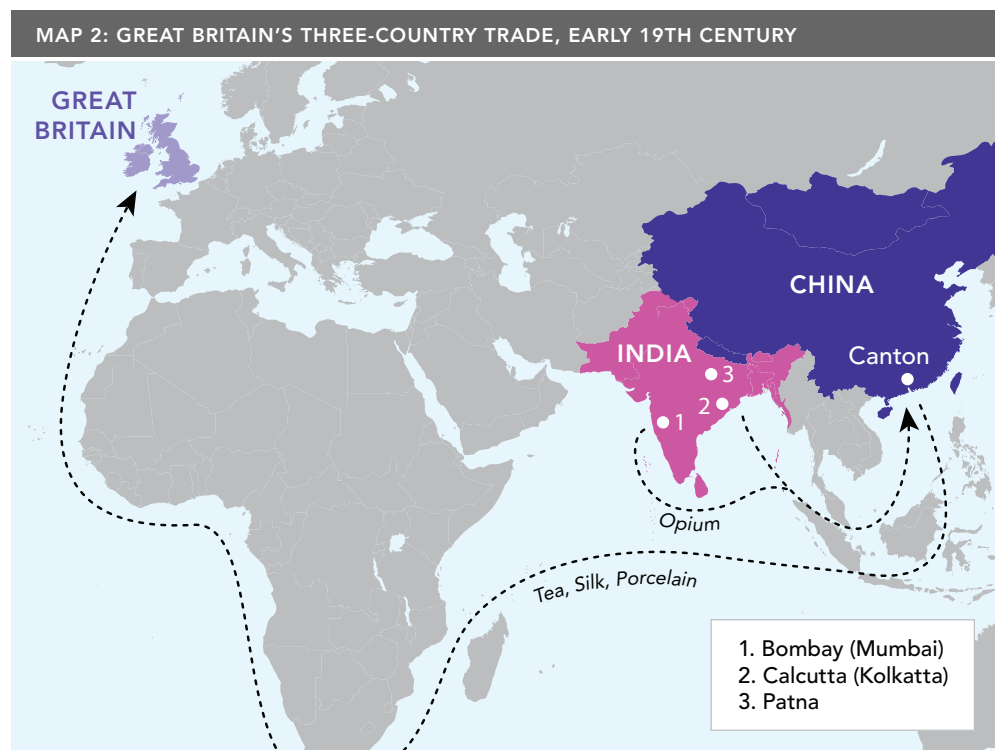 MAP 2: GREAT BRITAIN'S THREE-COUNTRY TRADE, EARLY 19TH CENTURY
GREAT
BRITAIN
CHINA
INDIA
Canton
3
2
1
Opium
Tea, Silk, Porcelain
1. Bombay (Mumbai)
2. Calcutta (Kolkatta)
3. Patna